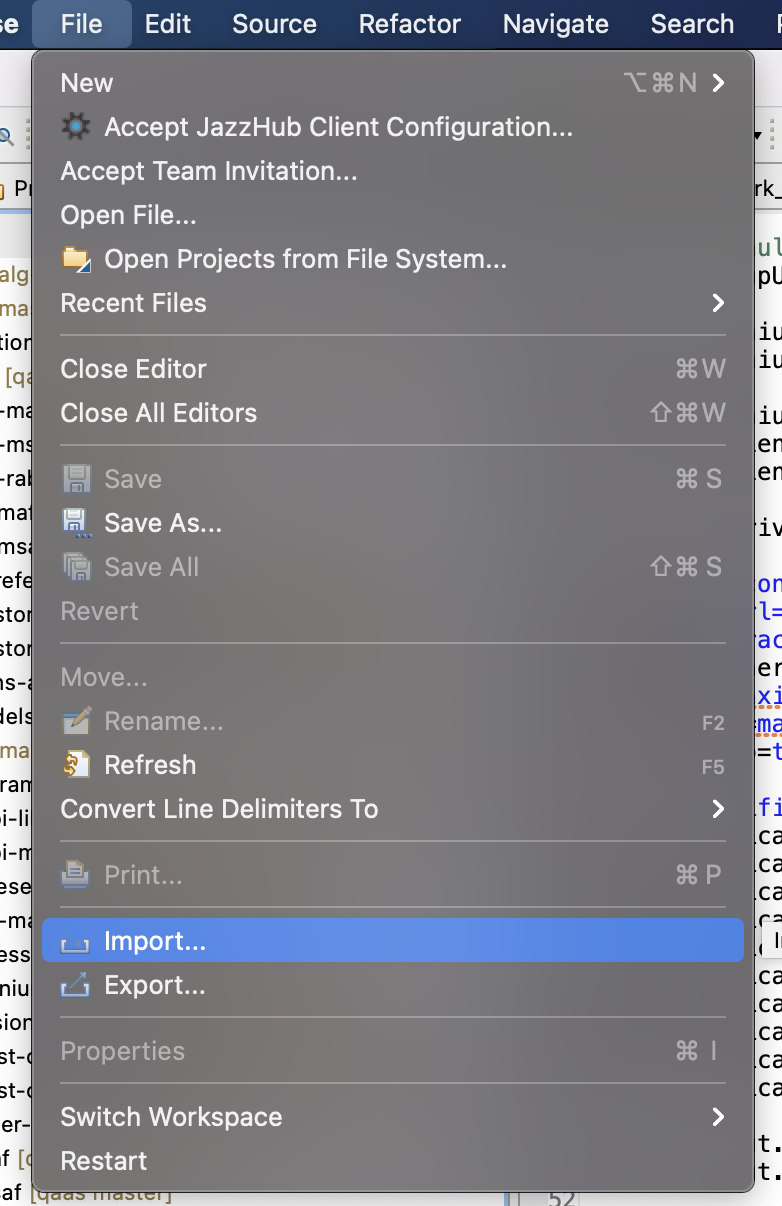 File Edit Source Refactor Navigate Search
New ⌥⌘N
Accept JazzHub Client Configuration...
Accept Team Invitation...
Open File...
Open Projects from File System...
Recent Files
Close Editor ⌘W
Close All Editors ⇧⌘W
Save ⌘ S
Save As...
Save All ⇧⌘ S
Revert
Move...
Rename... F2
Refresh F5
Convert Line Delimiters To
Print... ⌘ P
Import...
Export...
Properties ⌘ I
Switch Workspace
Restart
[qaas master]
52